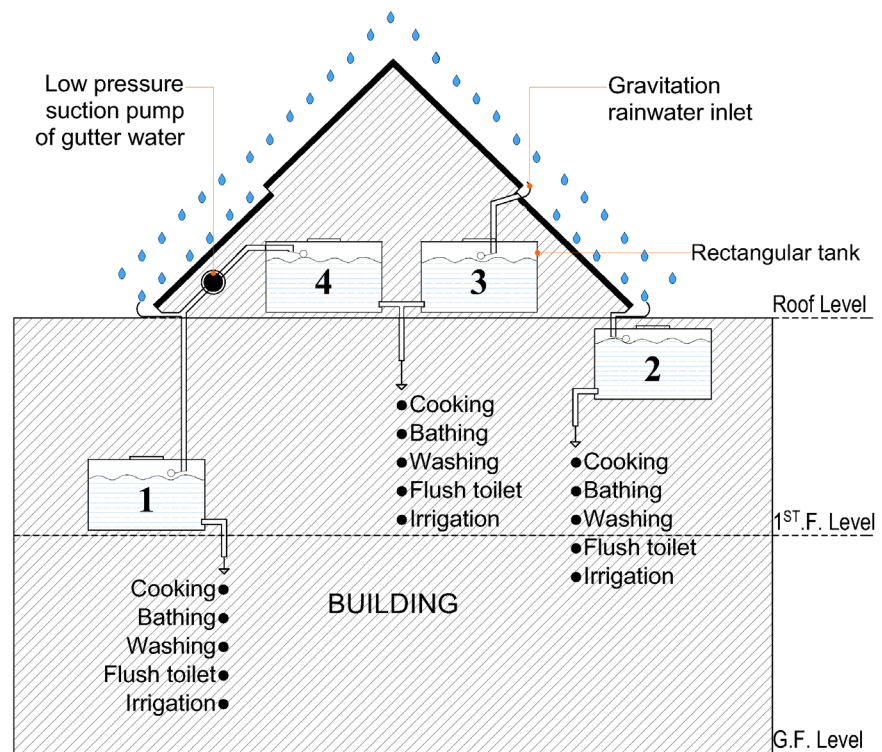 Low pressure
suction pump
of gutter water
Gravitation
rainwater inlet
Rectangular tank
4
3
Roof Level
2
●Cooking
●Bathing
●Washing
●Flush toilet
●Irrigation
●Cooking
●Bathing
●Washing
●Flush toilet
●Irrigation
1
1ST.F. Level
Cooking●
Bathing●
Washing●
Flush toilet●
Irrigation●
BUILDING
G.F. Level